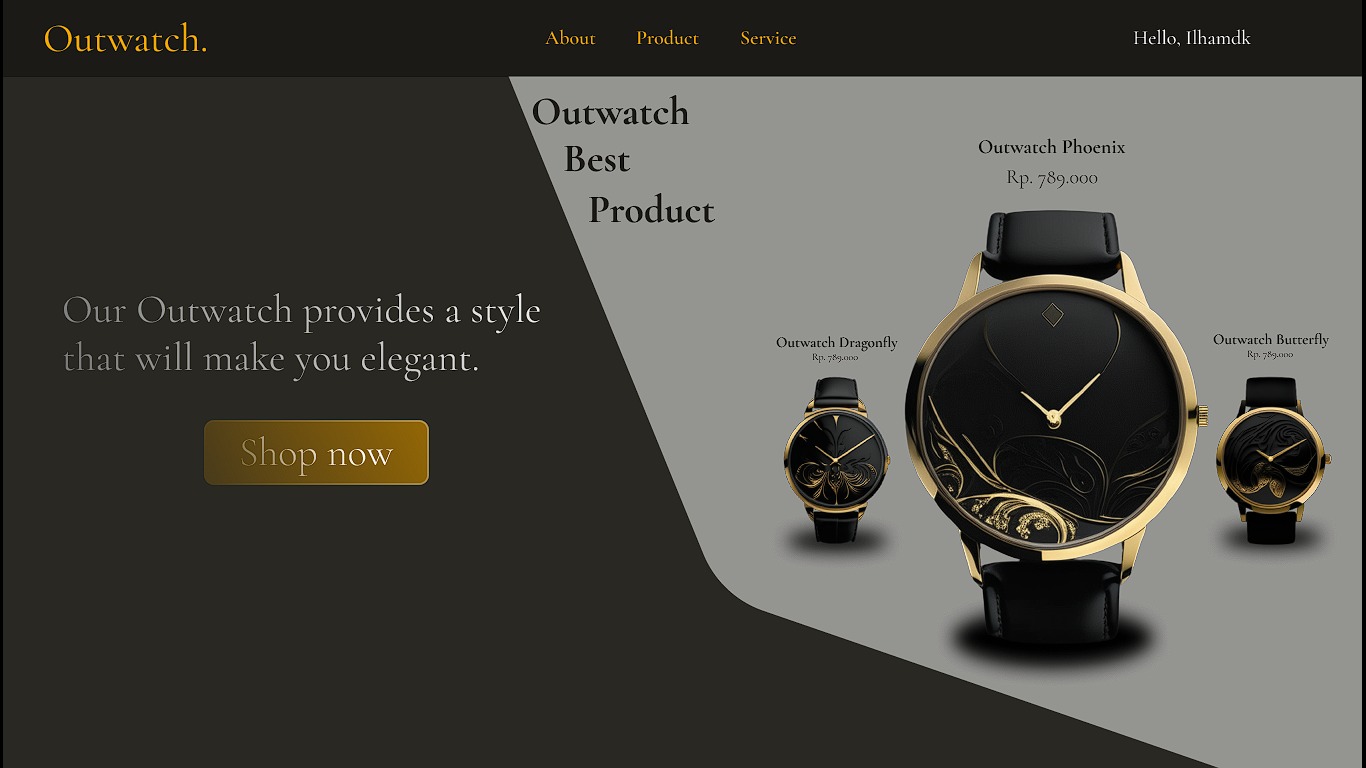 Outwatch.
About
Product
Service
Hello, Ilhamdk
Outwatch
Best
Product
Our Outwatch provides a style
that will make you elegant.
Shop now
Outwatch Dragonfly
Rp. 789.000
Outwatch Phoenix
Rp. 789.000
Outwatch Butterfly
Rp. 789.000